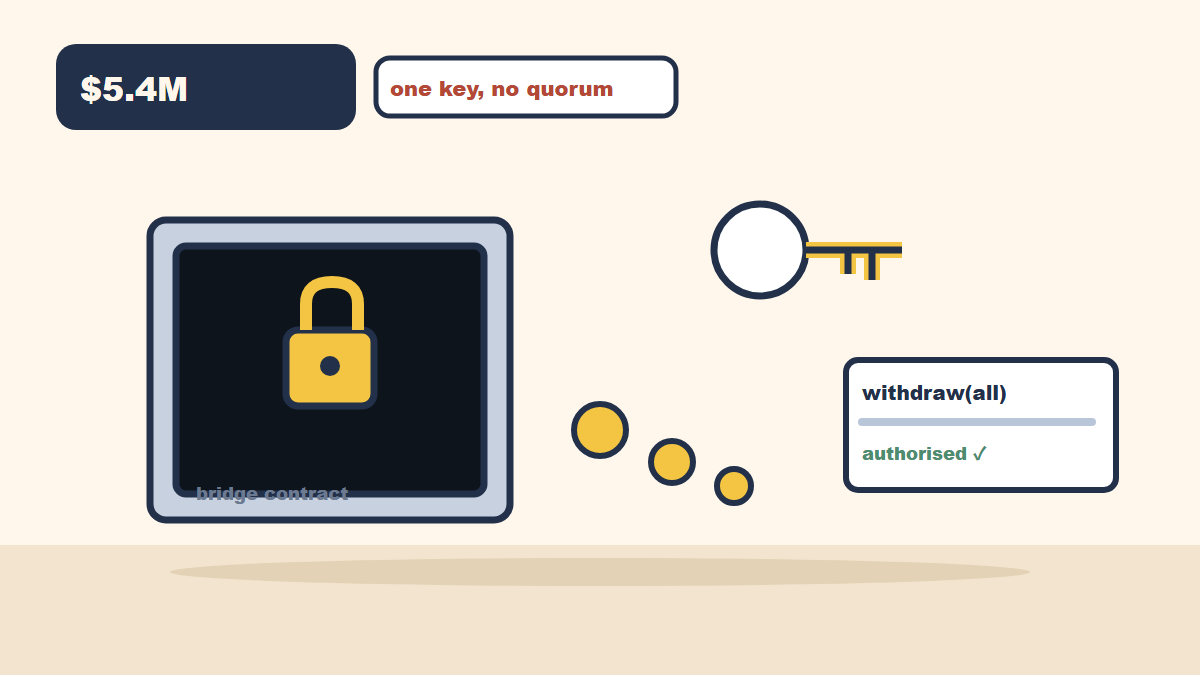 $5.4M
one key, no quorum
withdraw(all)
authorised ✓
bridge contract